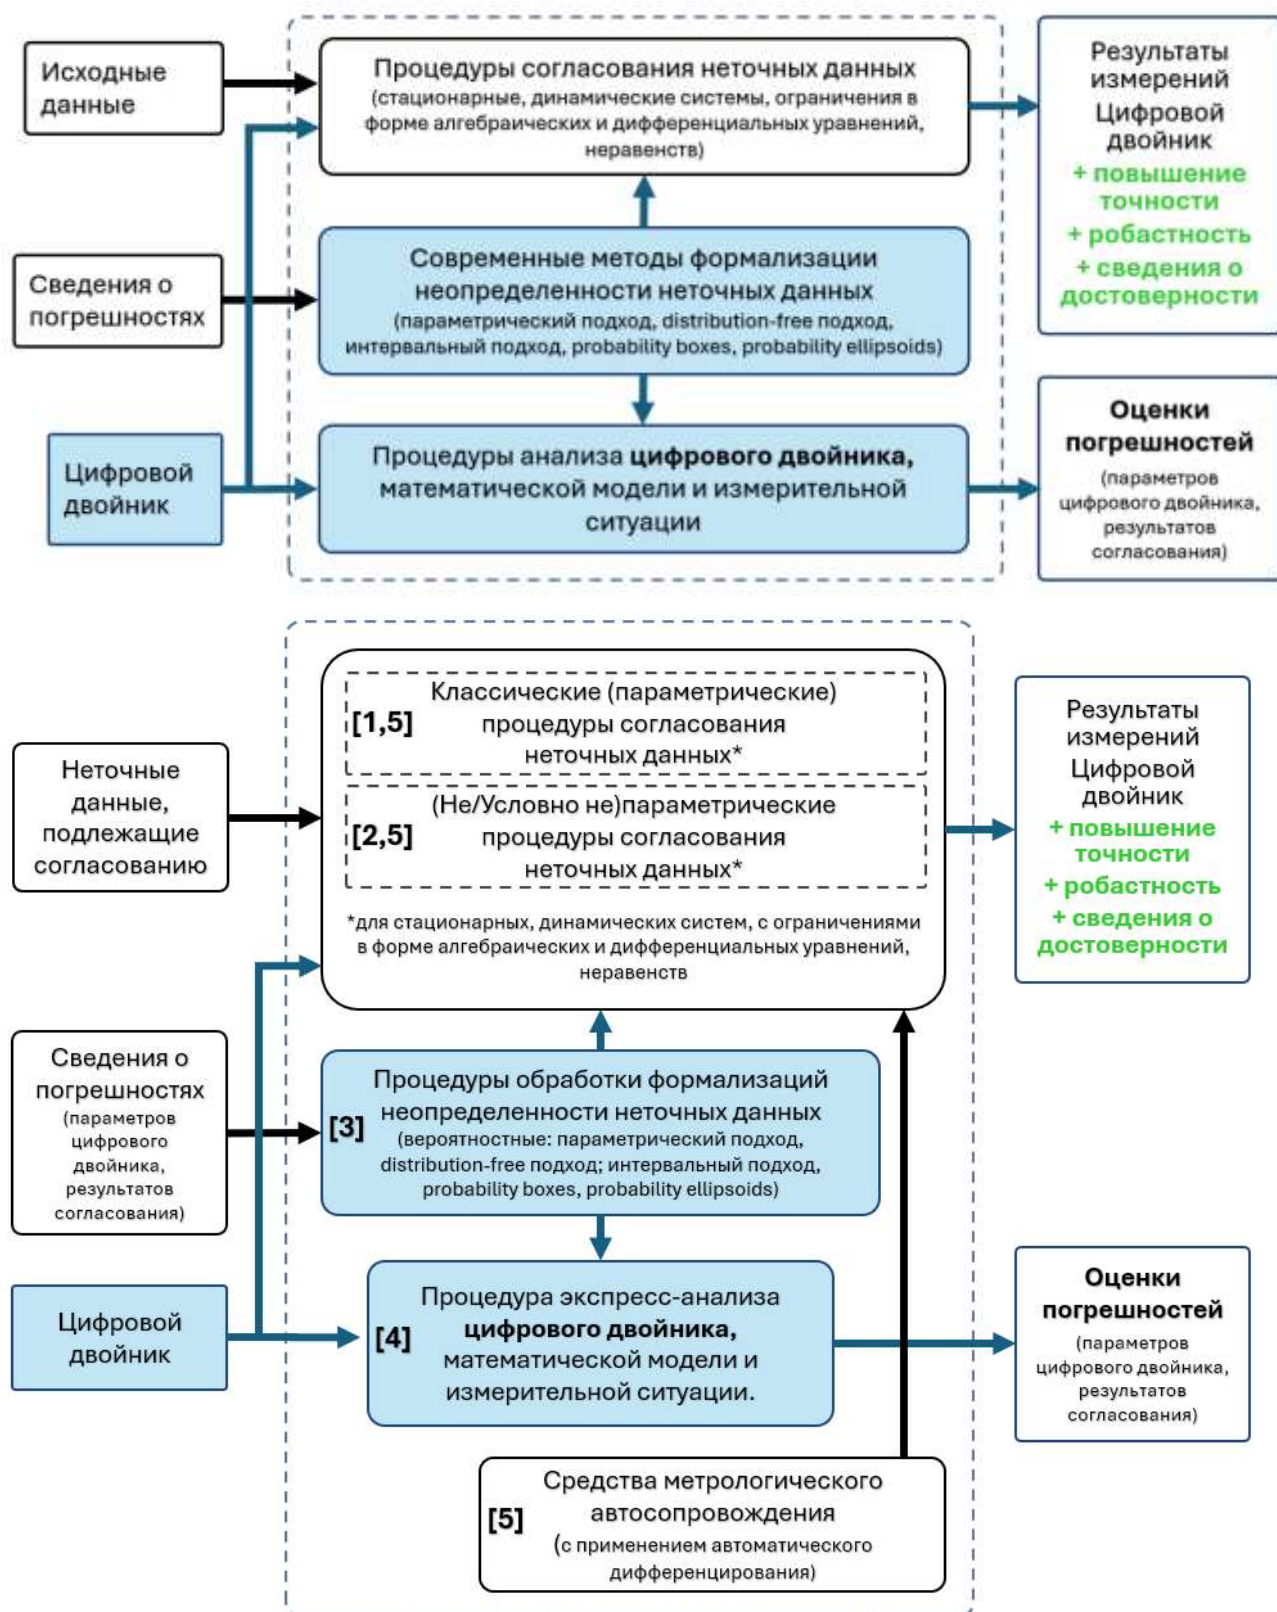 Исходные
данные
Процедуры согласования неточных данных
(стационарные, динамические системы, ограничения в
форме алгебраических и дифференциальных уравнений,
неравенств)
Результаты
измерений
Цифровой
двойник
+ повышение
точности
+ робастность
+ сведения о
достоверности
Сведения о
погрешностях
Современные методы формализации
неопределенности неточных данных
(параметрический подход, distribution-free подход,
интервальный подход, probability boxes, probability ellipsoids)
Цифровой
двойник
Процедуры анализа цифрового двойника,
математической модели и измерительной
ситуации
Оценки
погрешностей
(параметров
цифрового двойника,
результатов
согласования)
Неточные
данные,
подлежащие
согласованию
[1,5]
Классические (параметрические)
процедуры согласования
неточных данных*
[2,5]
(Не/Условно не)параметрические
процедуры согласования
неточных данных*
*для стационарных, динамических систем, с ограничениями
в форме алгебраических и дифференциальных уравнений,
неравенств
Результаты
измерений
Цифровой
двойник
+ повышение
точности
+ робастность
+ сведения о
достоверности
Сведения о
погрешностях
(параметров
цифрового
двойника,
результатов
согласования)
[3]
Процедуры обработки формализаций
неопределенности неточных данных
(вероятностные: параметрический подход,
distribution-free подход; интервальный подход,
probability boxes, probability ellipsoids)
Цифровой
двойник
[4]
Процедура экспресс-анализа
цифрового двойника,
математической модели и
измерительной ситуации.
Оценки
погрешностей
(параметров
цифрового двойника,
результатов
согласования)
[5]
Средства метрологического
автосопровождения
(с применением автоматического
дифференцирования)